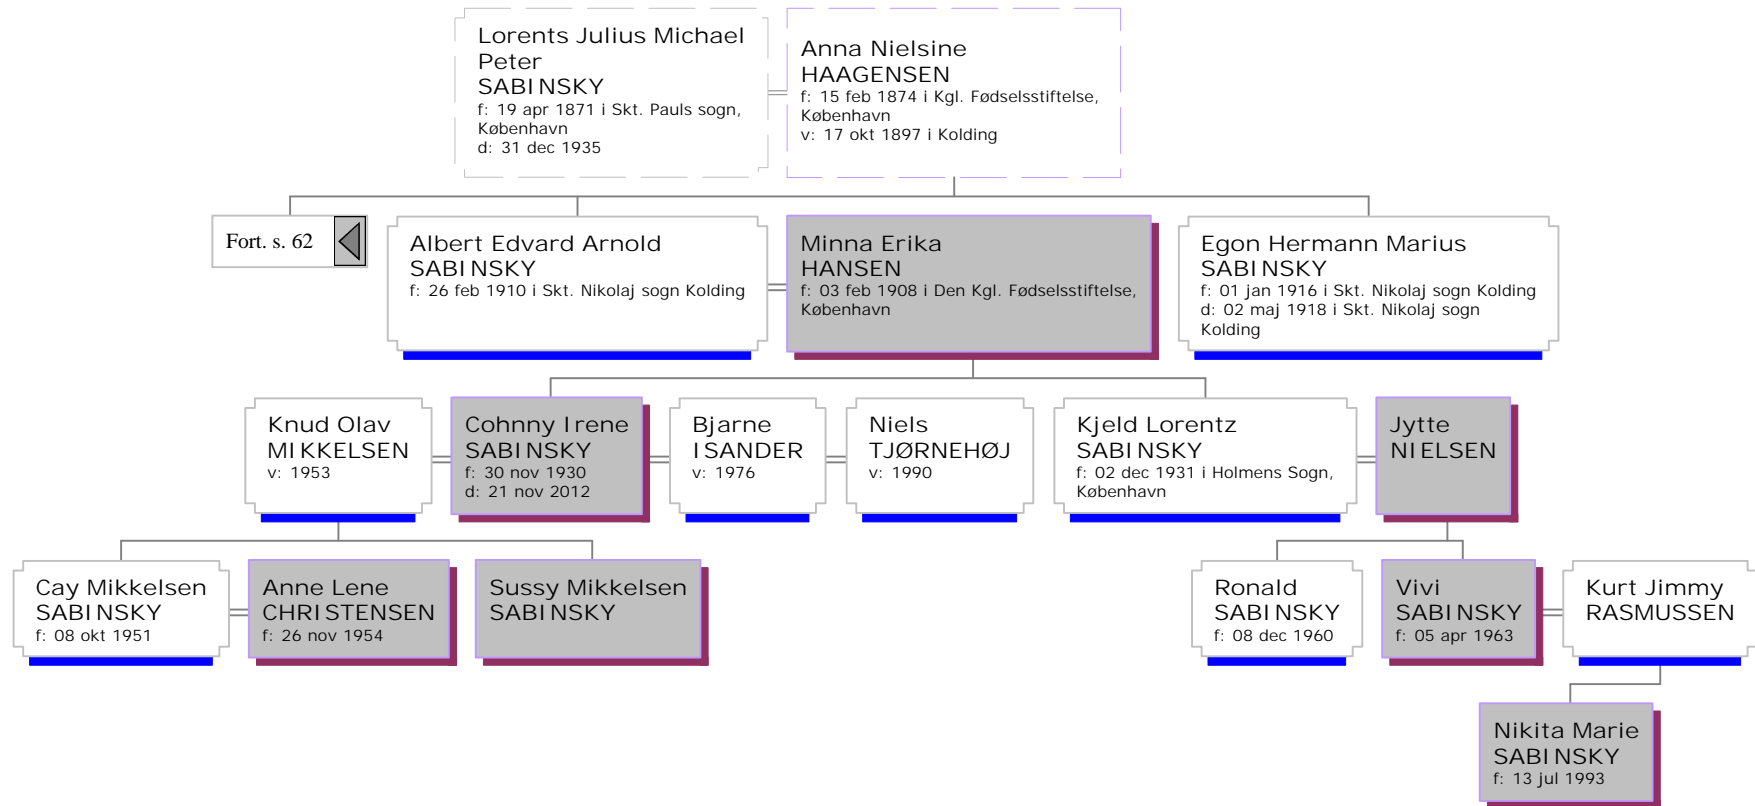 Lorents Julius Michael
Peter
SABINSKY
f: 19 apr 1871 i Skt. Pauls sogn,
København
d: 31 dec 1935
Anna Nielsine
HAAGENSEN
f: 15 feb 1874 i Kgl. Fødselsstiftelse,
København
v: 17 okt 1897 i Kolding
Fort. s. 62
Albert Edvard Arnold
SABINSKY
f: 26 feb 1910 i Skt. Nikolaj sogn Kolding
Minna Erika
HANSEN
f: 03 feb 1908 i Den Kgl. Fødselsstiftelse,
København
Egon Hermann Marius
SABINSKY
f: 01 jan 1916 i Skt. Nikolaj sogn Kolding
d: 02 maj 1918 i Skt. Nikolaj sogn
Kolding
Knud Olav
MIKKELSEN
v: 1953
Cohnny Irene
SABINSKY
f: 30 nov 1930
d: 21 nov 2012
Bjarne
ISANDER
v: 1976
Niels
TJØRNEHØJ
v: 1990
Kjeld Lorentz
SABINSKY
f: 02 dec 1931 i Holmens Sogn,
København
Jytte
NIELSEN
Cay Mikkelsen
SABINSKY
f: 08 okt 1951
Anne Lene
CHRISTENSEN
f: 26 nov 1954
Sussy Mikkelsen
SABINSKY
Ronald
SABINSKY
f: 08 dec 1960
Vivi
SABINSKY
f: 05 apr 1963
Kurt Jimmy
RASMUSSEN
Nikita Marie
SABINSKY
f: 13 jul 1993